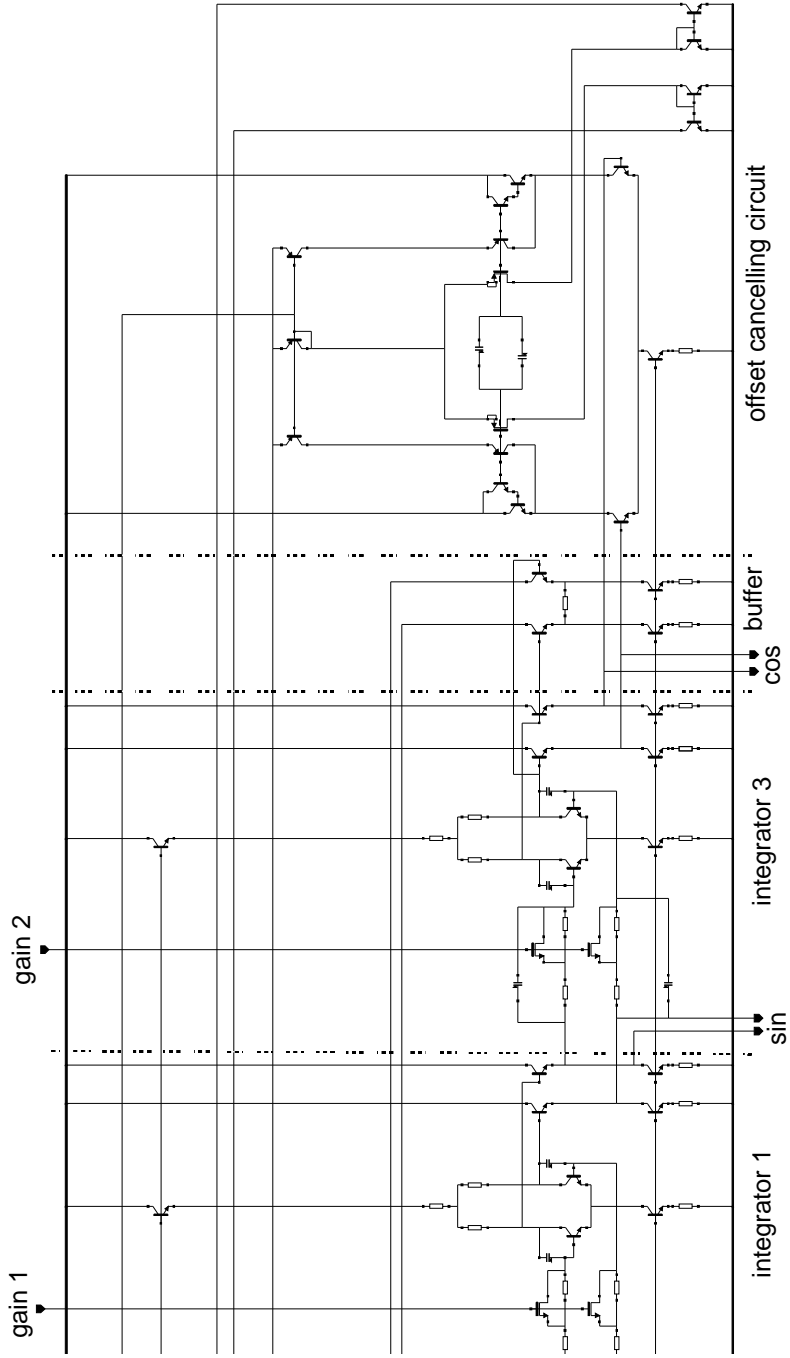 offset cancelling circuit
buffer
cos
integrator 3
gain 2
sin
integrator 1
gain 1